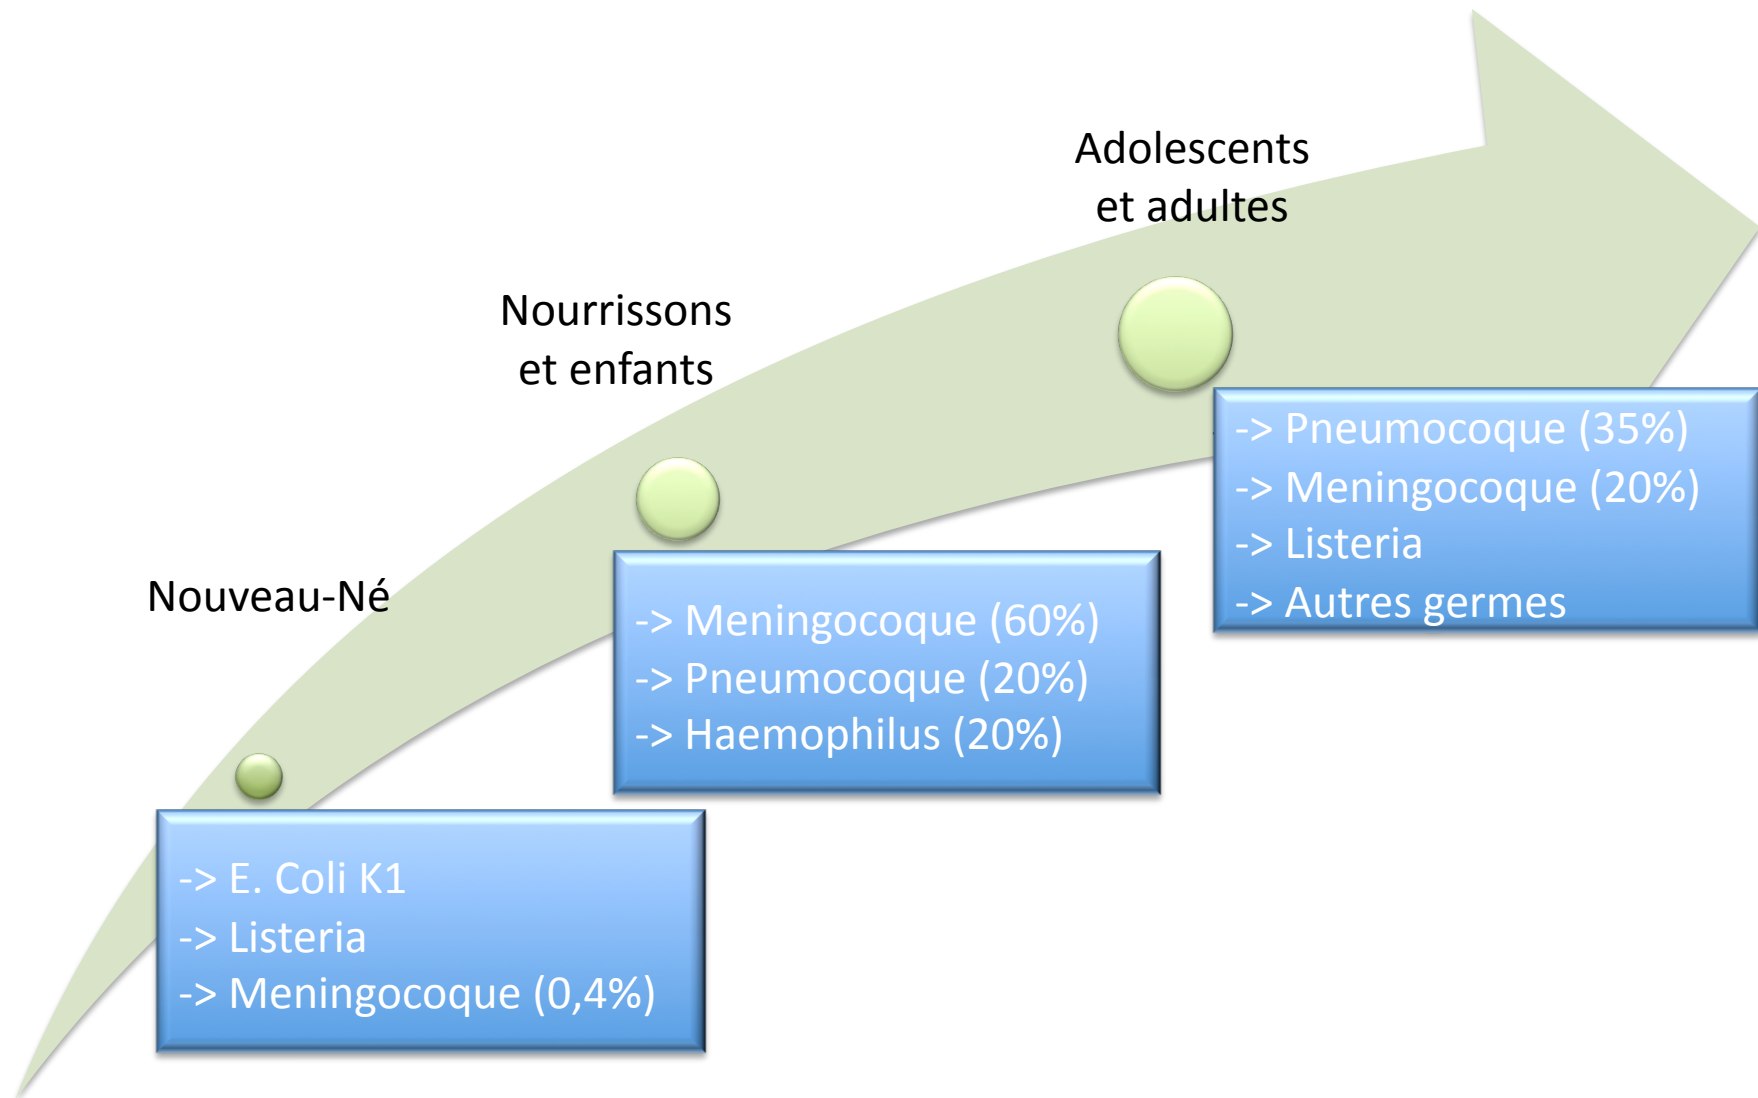 Adolescents
et adultes
-> Pneumocoque (35%)
-> Meningocoque (20%)
-> Listeria
-> Autres germes
Nourrissons
et enfants
-> Meningocoque (60%)
-> Pneumocoque (20%)
-> Haemophilus (20%)
Nouveau-Né
-> E. Coli K1
-> Listeria
-> Meningocoque (0,4%)